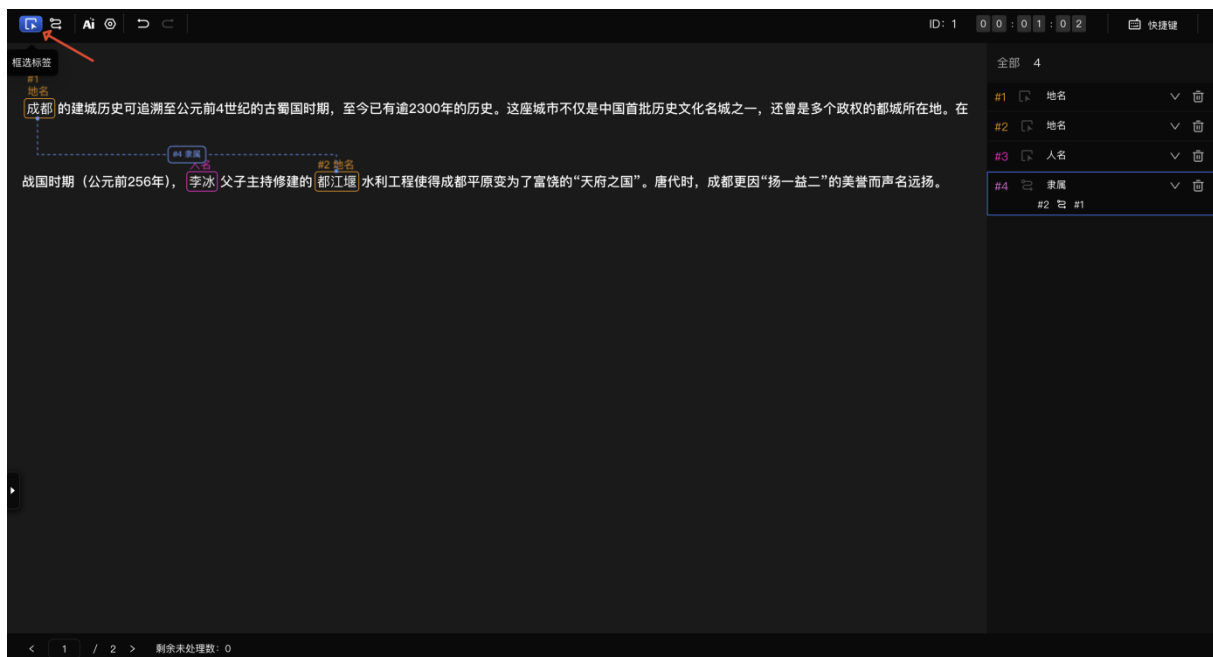 Ai ID: 1 0 0 : 0 1 : 0 2 快捷键
框选标签
全部 4
#1
地名
成都 的建城历史可追溯至公元前4世纪的古蜀国时期，至今已有逾2300年的历史。这座城市不仅是中国首批历史文化名城之一，还曾是多个政权的都城所在地。在
#4 隶属
人名 #2 地名
战国时期（公元前256年）， 李冰 父子主持修建的 都江堰 水利工程使得成都平原变为了富饶的“天府之国”。唐代时，成都更因“扬一益二”的美誉而声名远扬。
#1 地名
#2 地名
#3 人名
#4 隶属
#2 #1
< 1 / 2 > 剩余未处理数：0